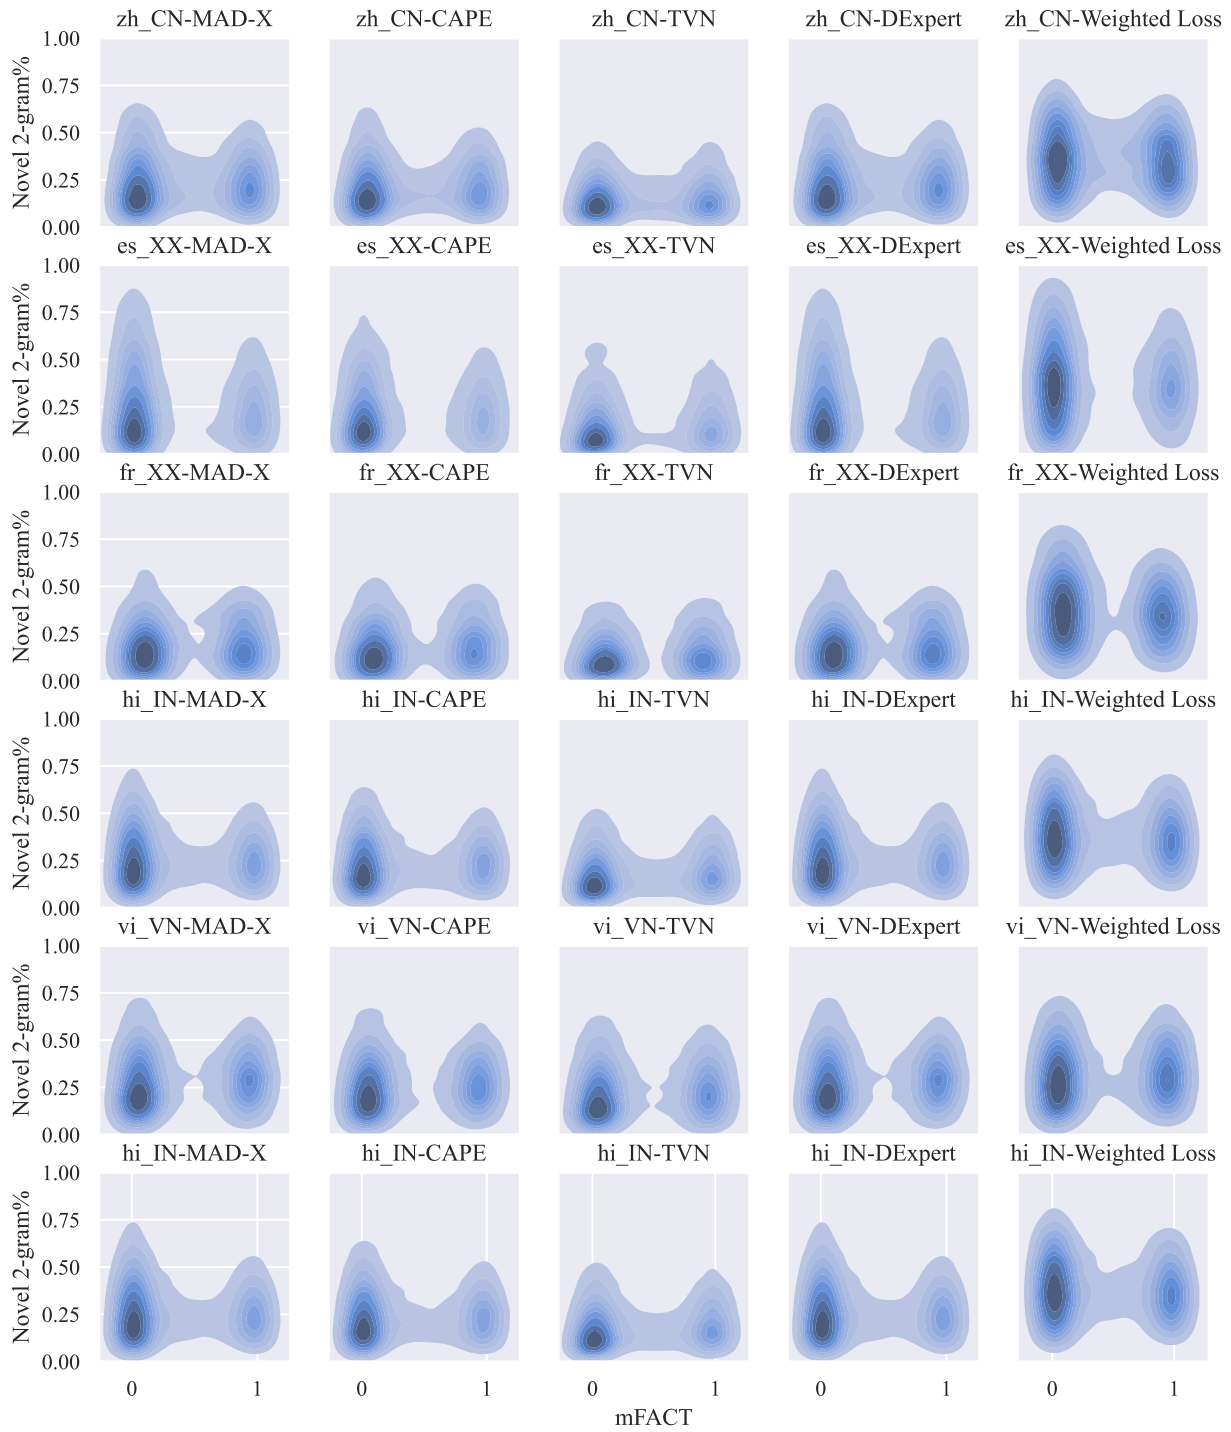 zh_CN-MAD-X zh_CN-CAPE zh_CN-TVN zh_CN-DExpert zh_CN-Weighted Loss
1.00
0.75
0.50
0.25
0.00
Novel 2-gram%
es_XX-MAD-X es_XX-CAPE es_XX-TVN es_XX-DExpert es_XX-Weighted Loss
1.00
0.75
0.50
0.25
0.00
Novel 2-gram%
fr_XX-MAD-X fr_XX-CAPE fr_XX-TVN fr_XX-DExpert fr_XX-Weighted Loss
1.00
0.75
0.50
0.25
0.00
Novel 2-gram%
hi_IN-MAD-X hi_IN-CAPE hi_IN-TVN hi_IN-DExpert hi_IN-Weighted Loss
1.00
0.75
0.50
0.25
0.00
Novel 2-gram%
vi_VN-MAD-X vi_VN-CAPE vi_VN-TVN vi_VN-DExpert vi_VN-Weighted Loss
1.00
0.75
0.50
0.25
0.00
Novel 2-gram%
hi_IN-MAD-X hi_IN-CAPE hi_IN-TVN hi_IN-DExpert hi_IN-Weighted Loss
1.00
0.75
0.50
0.25
0.00
Novel 2-gram%
0 1 0 1 0 1 0 1 0 1
mFACT